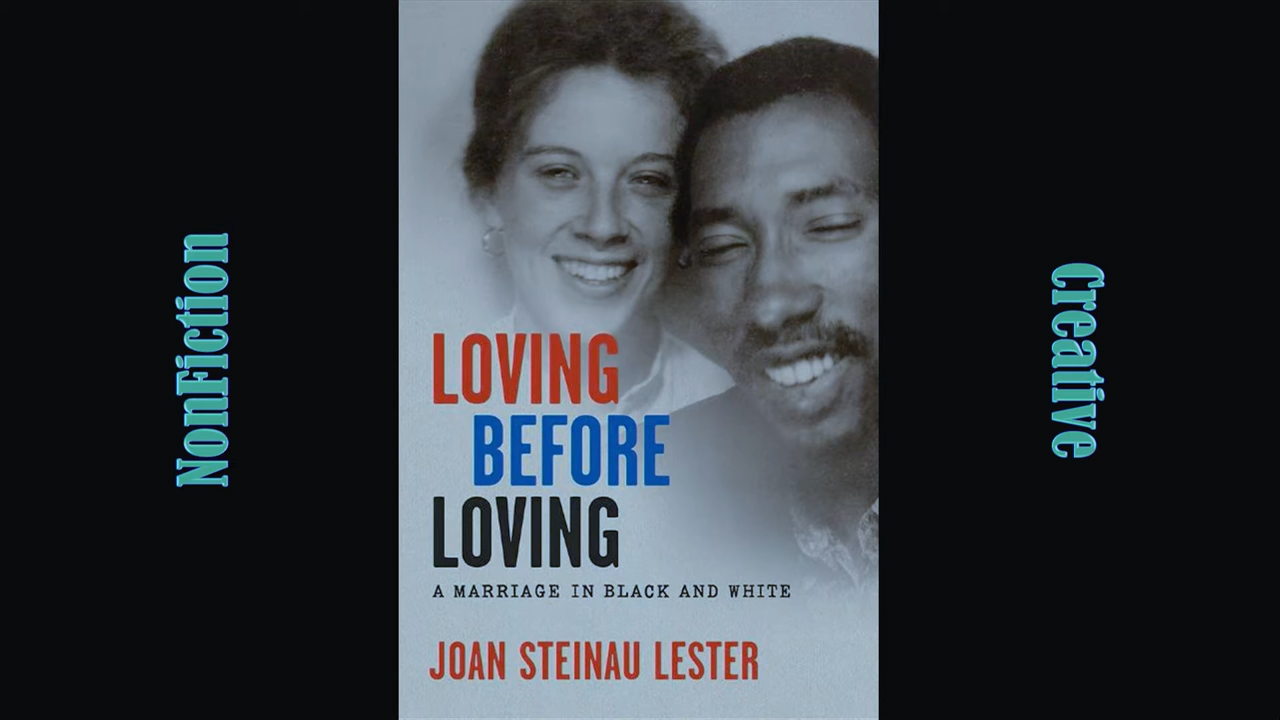 NonFiction
LOVING
BEFORE
LOVING
A MARRIAGE IN BLACK AND WHITE
JOAN STEINAU LESTER
Creative